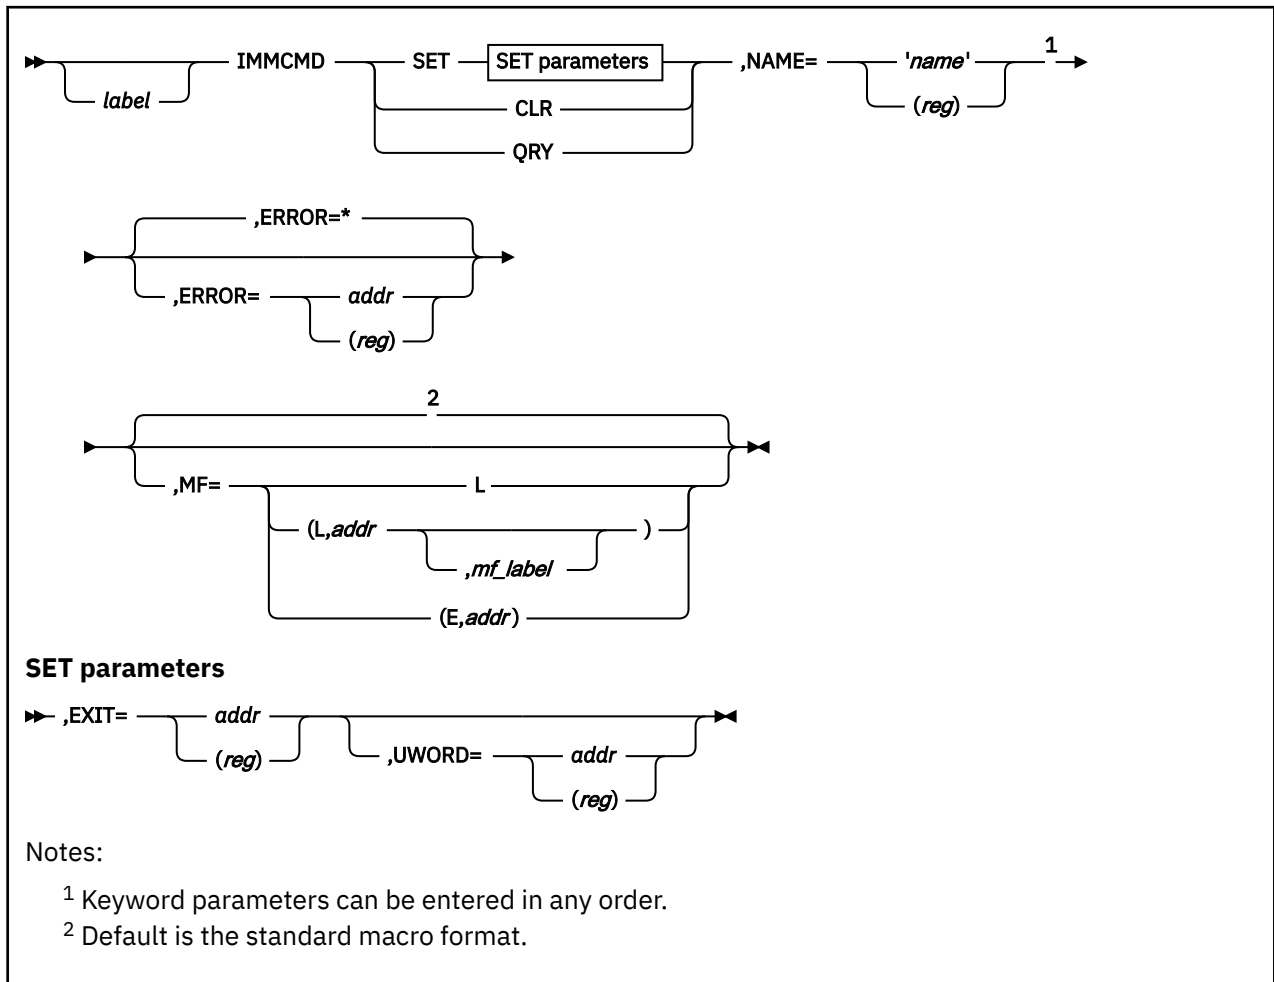 IMMCMD SET SET parameters ,NAME= 'name' 1
label CLR (reg)
QRY
,ERROR=*
,ERROR= addr
(reg)
2
,MF= L
(L,addr )
,mf_label
(E,addr)
SET parameters
,EXIT= addr
(reg) ,UWORD= addr
(reg)
Notes:
1 Keyword parameters can be entered in any order.
2 Default is the standard macro format.